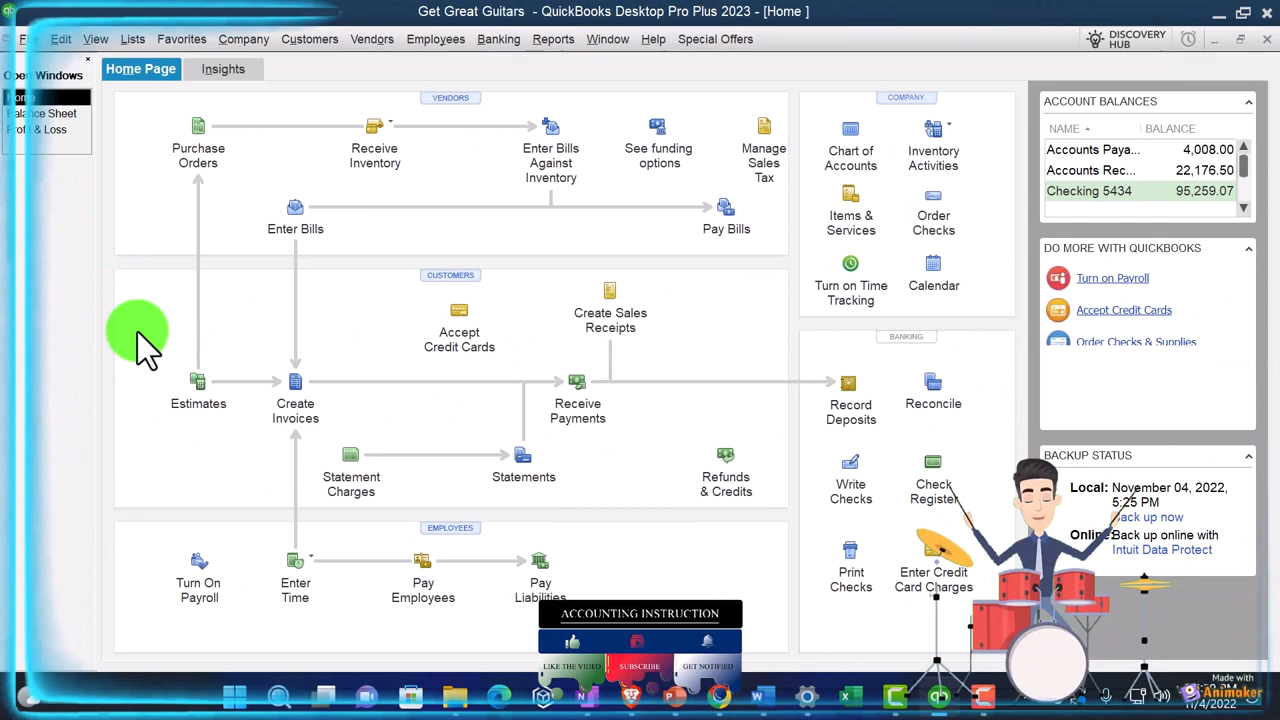 Get Great Guitars - QuickBooks Desktop Pro Plus 2023 - [Home ]
File Edit View Lists Favorites Company Customers Vendors Employees Banking Reports Window Help Special Offers
DISCOVERY
HUB
Open Windows
Home
Balance Sheet
Profit & Loss
Home Page
Insights
VENDORS
Purchase
Orders
Receive
Inventory
Enter Bills
Against
Inventory
See funding
options
Manage
Sales
Tax
Enter Bills
Pay Bills
CUSTOMERS
Accept
Credit Cards
Create Sales
Receipts
Estimates
Create
Invoices
Receive
Payments
Statement
Charges
Statements
Refunds
& Credits
EMPLOYEES
Turn On
Payroll
Enter
Time
Pay
Employees
Pay
Liabilities
COMPANY
Chart of
Accounts
Inventory
Activities
Items &
Services
Order
Checks
Turn on Time
Tracking
Calendar
BANKING
Record
Deposits
Reconcile
Write
Checks
Check
Register
Print
Checks
Enter Credit
Card Charges
ACCOUNT BALANCES
NAME BALANCE
Accounts Paya... 4,008.00
Accounts Rec... 22,176.50
Checking 5434 95,259.07
DO MORE WITH QUICKBOOKS
Turn on Payroll
Accept Credit Cards
Order Checks & Supplies
BACKUP STATUS
Local: November 04, 2022,
5:25 PM
Back up now
Online: Back up online with
Intuit Data Protect
ACCOUNTING INSTRUCTION
LIKE THE VIDEO SUBSCRIBE GET NOTIFIED
Made with
Animaker
11/4/2022